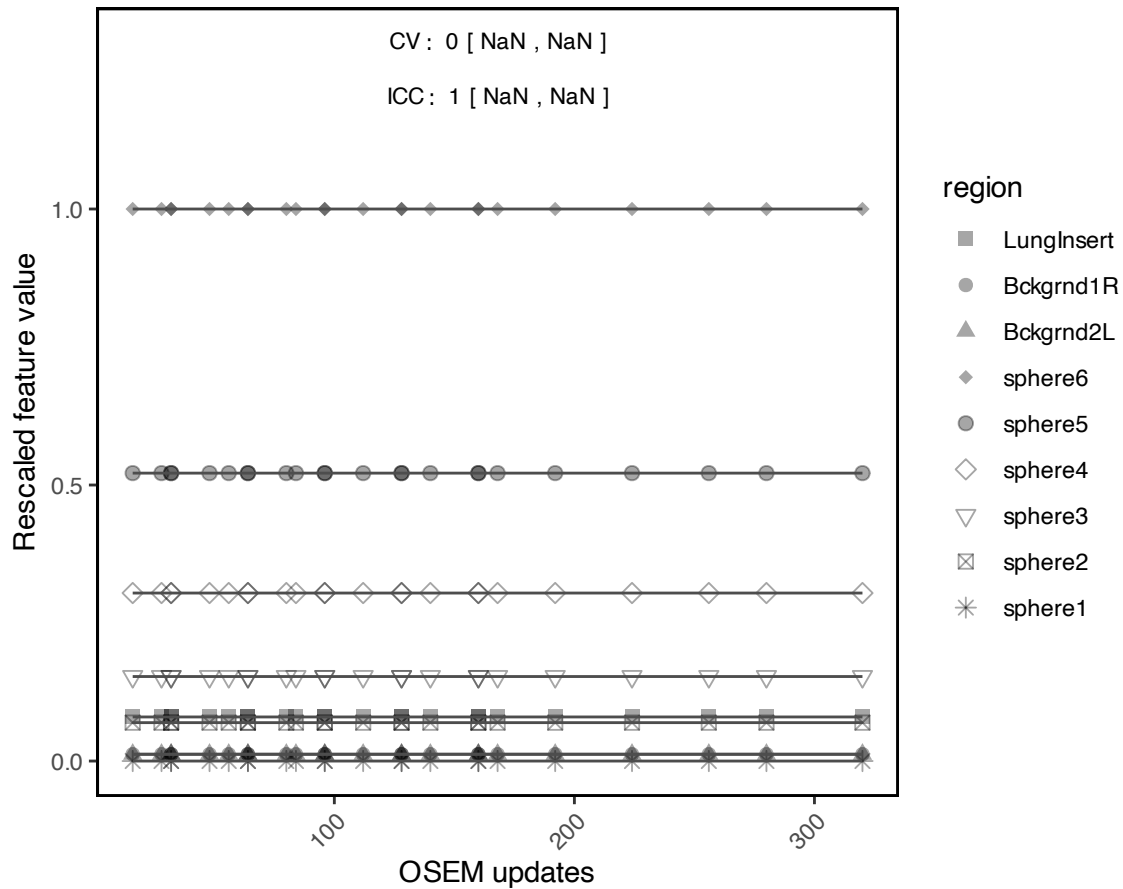 CV : 0 [ NaN , NaN ]
ICC : 1 [ NaN , NaN ]
Rescaled feature value
1.0
0.5
0.0
100
200
300
OSEM updates
region
LungInsert
Bckgrnd1R
Bckgrnd2L
sphere6
sphere5
sphere4
sphere3
sphere2
sphere1